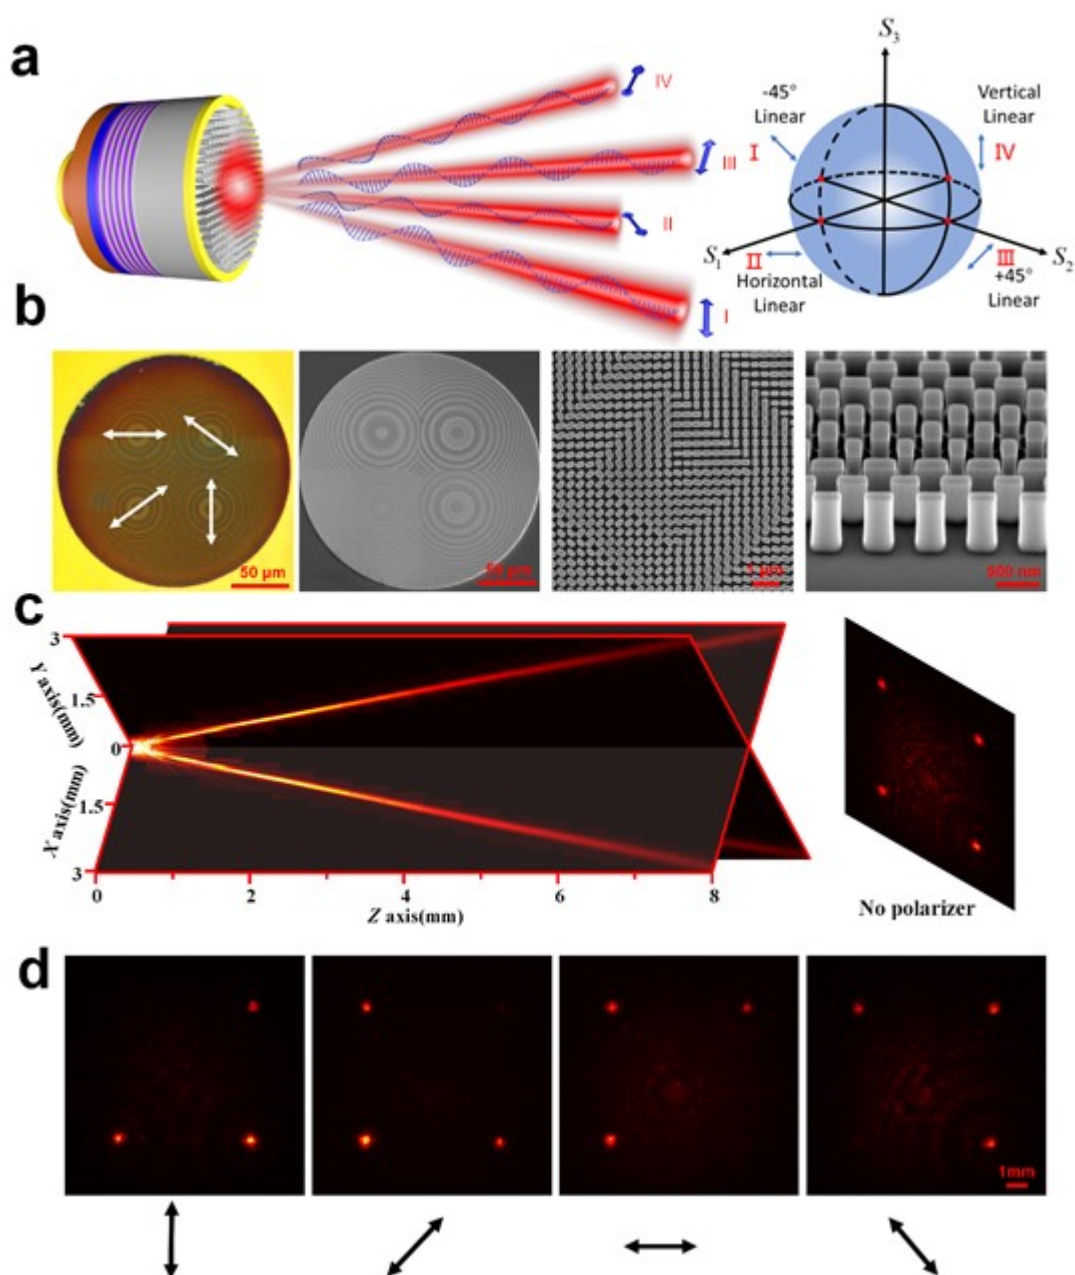 a
IV
III
II
I
S3
-45°
Linear
I
Vertical
Linear
IV
S1
II
Horizontal
Linear
III
+45°
Linear
S2
b
50 µm
50 µm
1 µm
500 nm
c
3
1.5
0
1.5
3
Y axis(mm)
X axis(mm)
0 2 4 6 8
Z axis(mm)
No polarizer
d
1mm